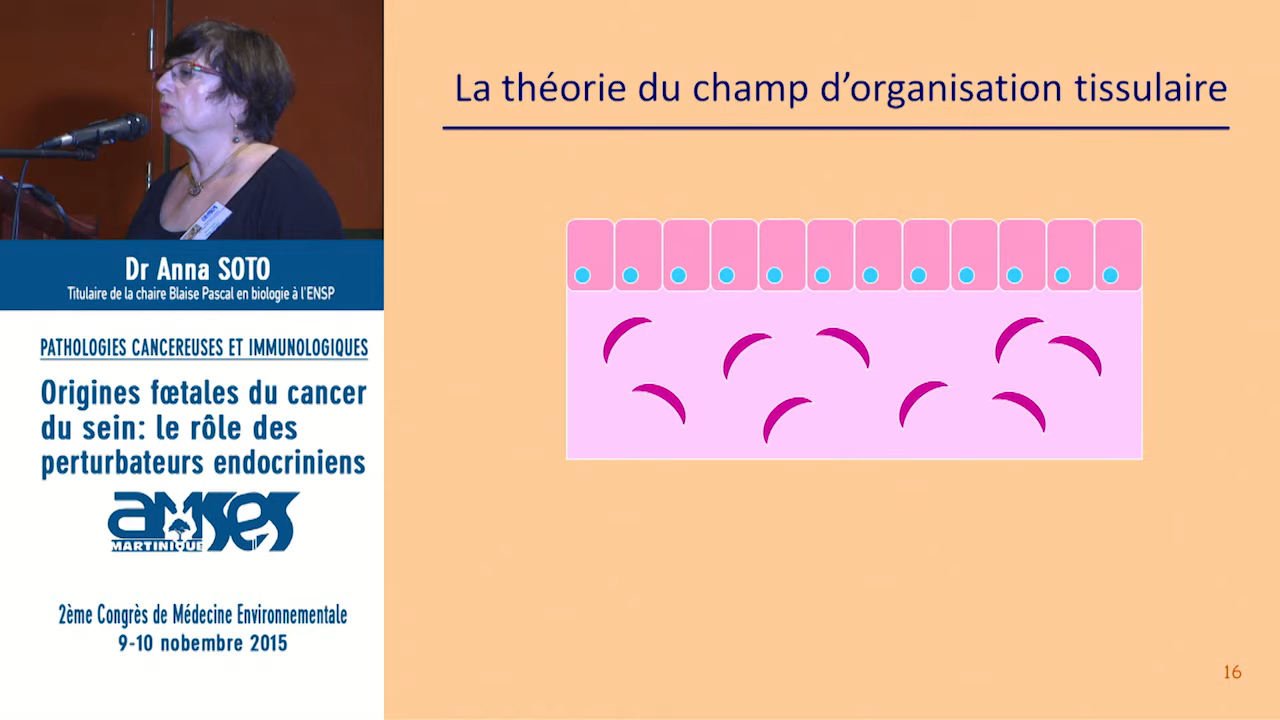 La théorie du champ d'organisation tissulaire
Dr Anna SOTO
Titulaire de la chaire Blaise Pascal en biologie à l'ENSP
PATHOLOGIES CANCEREUSES ET IMMUNOLOGIQUES
Origines fœtales du cancer
du sein: le rôle des
perturbateurs endocriniens
amses
MARTINIQUE
2ème Congrès de Médecine Environnementale
9-10 nobembre 2015
16